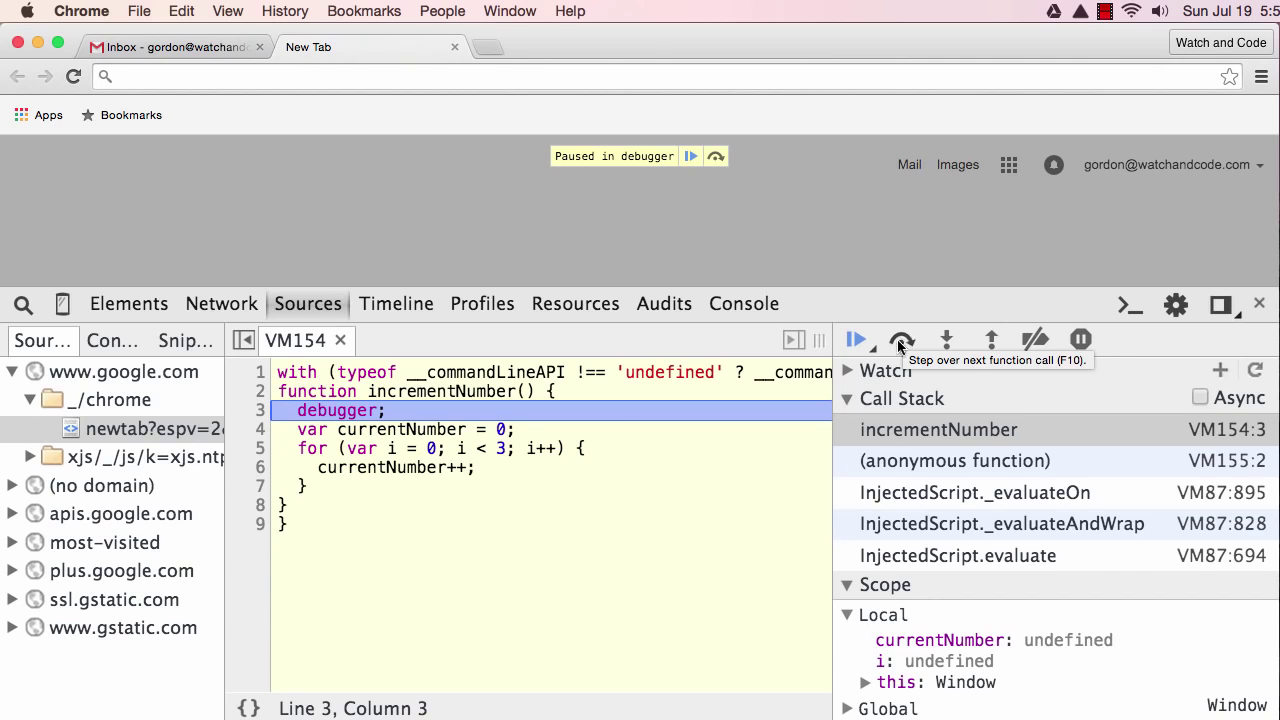 Chrome File Edit View History Bookmarks People Window Help Sun Jul 19 5:5
Inbox - gordon@watchand
New Tab
Watch and Code
Apps Bookmarks
Paused in debugger
Mail Images gordon@watchandcode.com
Elements Network Sources Timeline Profiles Resources Audits Console
Sour... Con... Snip...
VM154
Step over next function call (F10).
www.google.com
_/chrome
newtab?espv=2
xjs/_/js/k=xjs.ntp
(no domain)
apis.google.com
most-visited
plus.google.com
ssl.gstatic.com
www.gstatic.com
1 with (typeof __commandLineAPI !== 'undefined' ? __comman
2 function incrementNumber() {
3 debugger;
4 var currentNumber = 0;
5 for (var i = 0; i < 3; i++) {
6 currentNumber++;
7 }
8 }
9 }
{} Line 3, Column 3
Watch
Call Stack Async
incrementNumber VM154:3
(anonymous function) VM155:2
InjectedScript._evaluateOn VM87:895
InjectedScript._evaluateAndWrap VM87:828
InjectedScript.evaluate VM87:694
Scope
Local
currentNumber: undefined
i: undefined
this: Window
Global Window